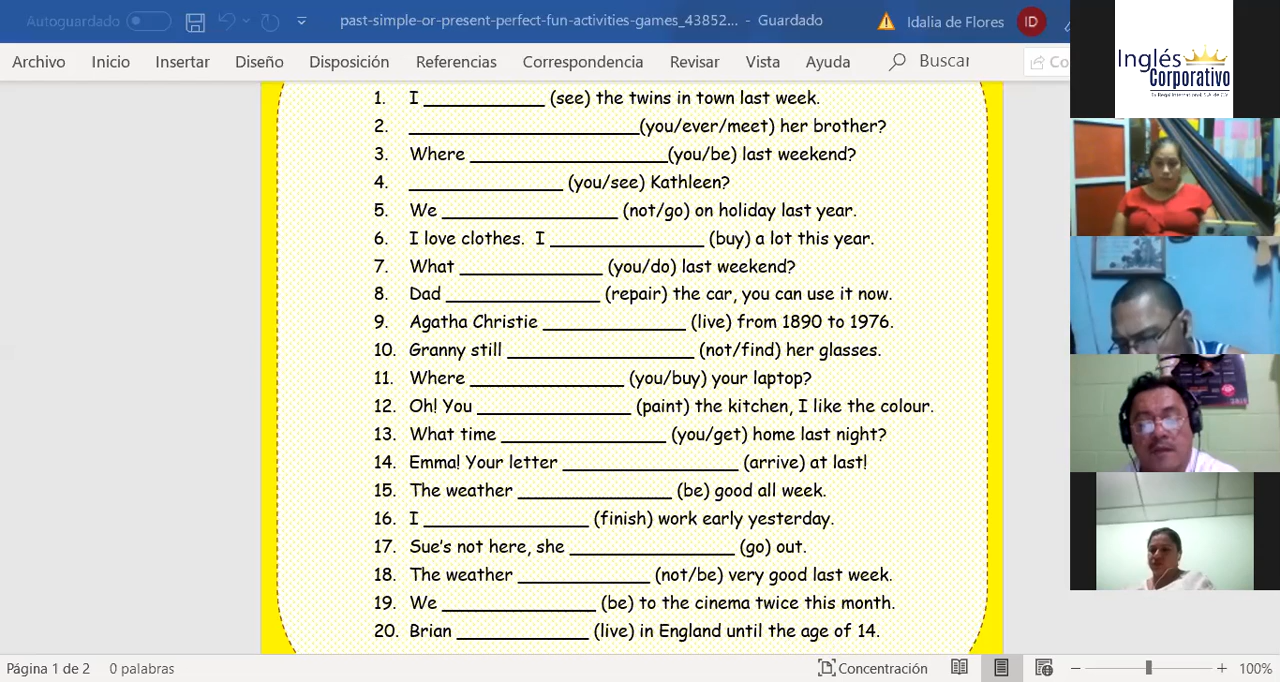 Autoguardado past-simple-or-present-perfect-fun-activities-games_43852... - Guardado Idalia de Flores ID
Archivo Inicio Insertar Diseño Disposición Referencias Correspondencia Revisar Vista Ayuda Buscar Co
Inglés
Corporativo
1. I ____________ (see) the twins in town last week.
2. _______________________(you/ever/meet) her brother?
3. Where ____________________(you/be) last weekend?
4. _______________ (you/see) Kathleen?
5. We __________________ (not/go) on holiday last year.
6. I love clothes. I _______________ (buy) a lot this year.
7. What ______________ (you/do) last weekend?
8. Dad _______________ (repair) the car, you can use it now.
9. Agatha Christie ______________ (live) from 1890 to 1976.
10. Granny still ___________________ (not/find) her glasses.
11. Where _______________ (you/buy) your laptop?
12. Oh! You _______________ (paint) the kitchen, I like the colour.
13. What time ________________ (you/get) home last night?
14. Emma! Your letter _________________ (arrive) at last!
15. The weather _______________ (be) good all week.
16. I ________________ (finish) work early yesterday.
17. Sue's not here, she ________________ (go) out.
18. The weather _____________ (not/be) very good last week.
19. We _______________ (be) to the cinema twice this month.
20. Brian _____________ (live) in England until the age of 14.
Página 1 de 2 0 palabras Concentración 100%